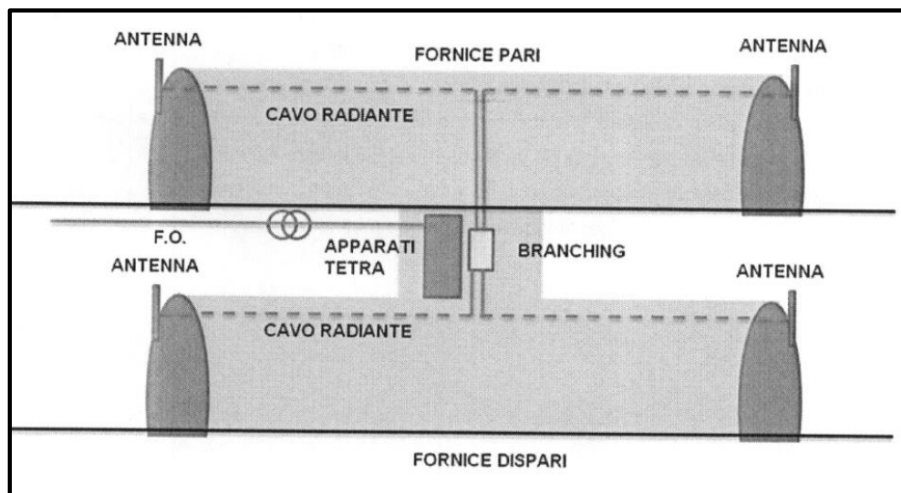 ANTENNA
ANTENNA
FORNICE PARI
CAVO RADIANTE
F.O.
APPARATI
TETRA
BRANCHING
ANTENNA
ANTENNA
CAVO RADIANTE
FORNICE DISPARI